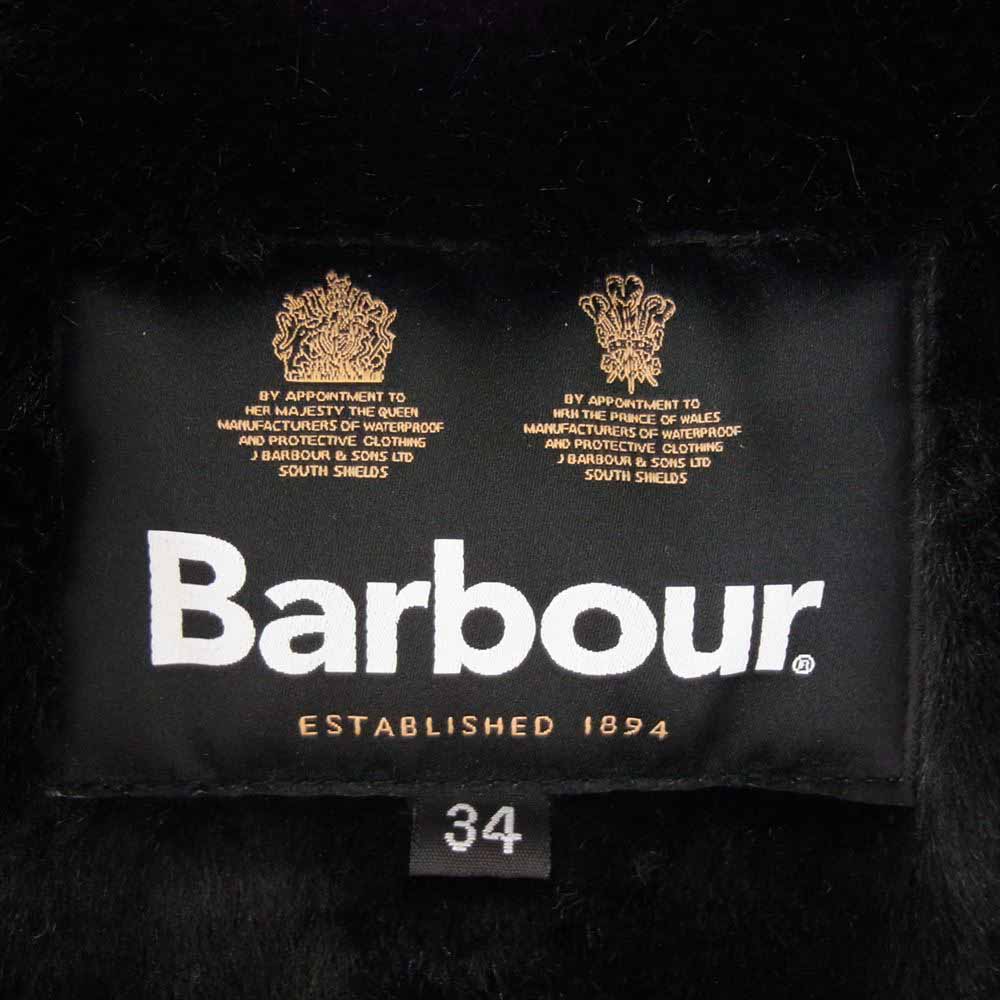 BY APPOINTMENT TO
HER MAJESTY THE QUEEN
MANUFACTURERS OF WATERPROOF
AND PROTECTIVE CLOTHING
J BARBOUR & SONS LTD
SOUTH SHIELDS
BY APPOINTMENT TO
HRH THE PRINCE OF WALES
MANUFACTURERS OF WATERPROOF
AND PROTECTIVE CLOTHING
J BARBOUR & SONS LTD
SOUTH SHIELDS
Barbour®
ESTABLISHED 1894
34